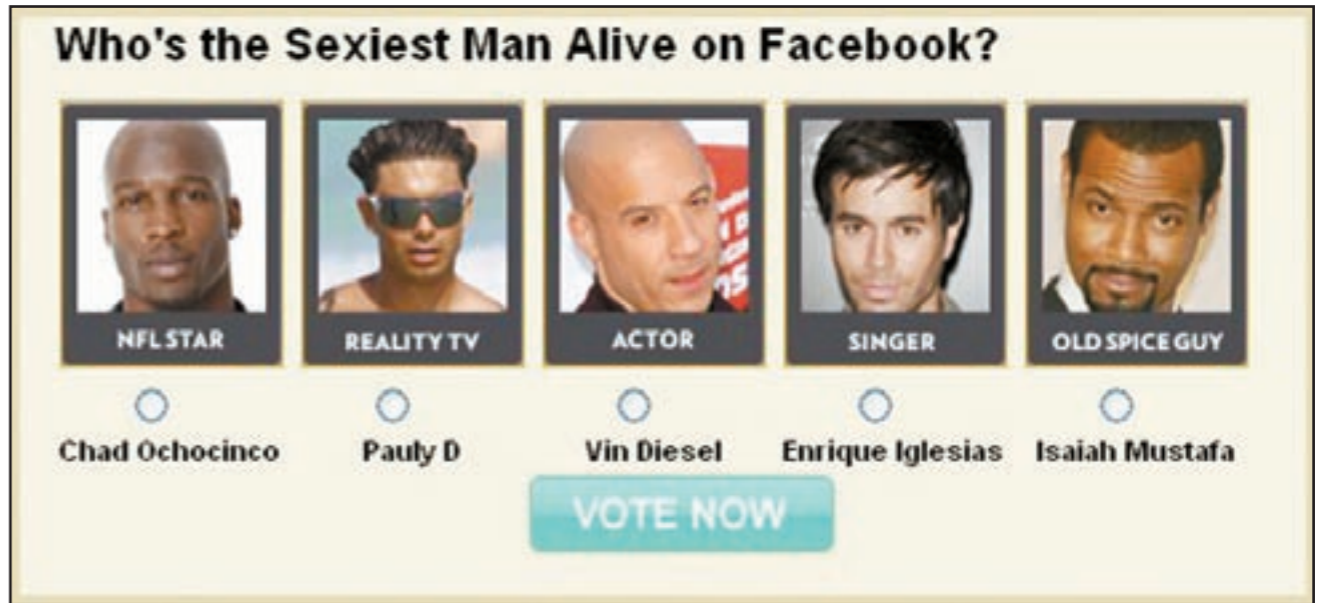 Who's the Sexiest Man Alive on Facebook?
NFL STAR
REALITY TV
ACTOR
SINGER
OLD SPICE GUY
Chad Ochocinco
Pauly D
Vin Diesel
Enrique Iglesias
Isaiah Mustafa
VOTE NOW